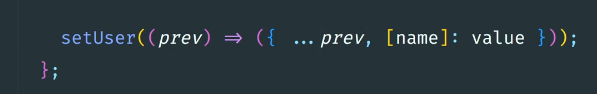 setUser((prev) => ({ ...prev, [name]: value }));
};